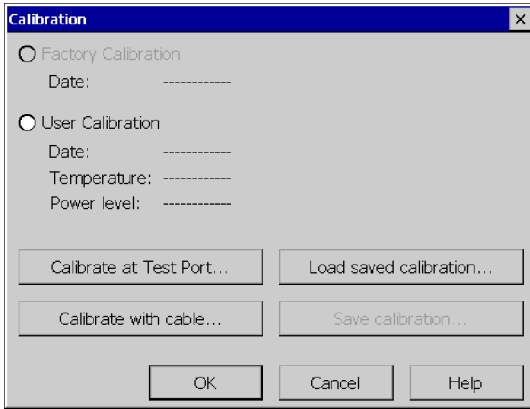 Calibration
Factory Calibration
Date: ------------
User Calibration
Date: ------------
Temperature: ------------
Power level: ------------
Calibrate at Test Port... Load saved calibration...
Calibrate with cable... Save calibration...
OK Cancel Help